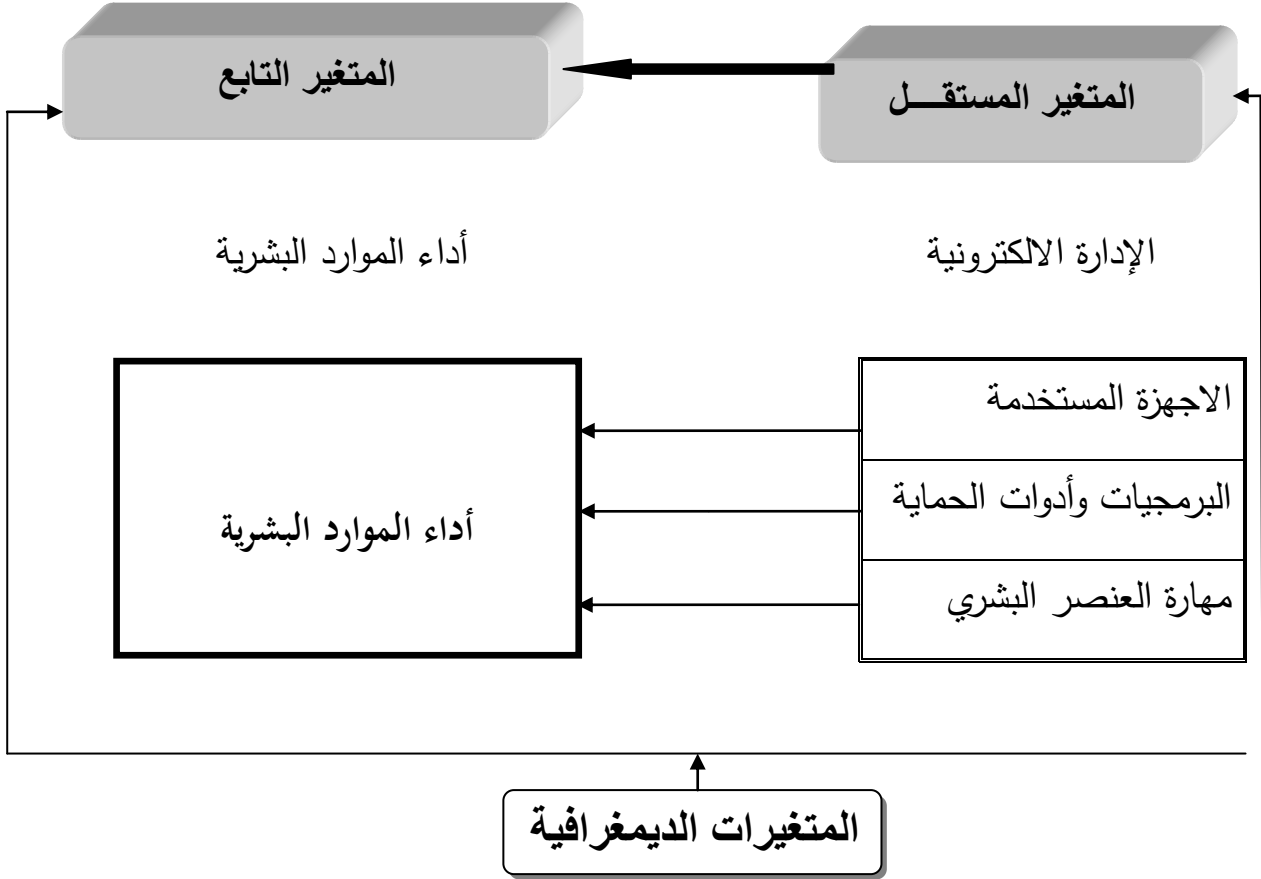 المتغير المستقـــل
المتغير التابع
الإدارة الالكترونية
أداء الموارد البشرية
الاجهزة المستخدمة
البرمجيات وأدوات الحماية
مهارة العنصر البشري
أداء الموارد البشرية
المتغيرات الديمغرافية